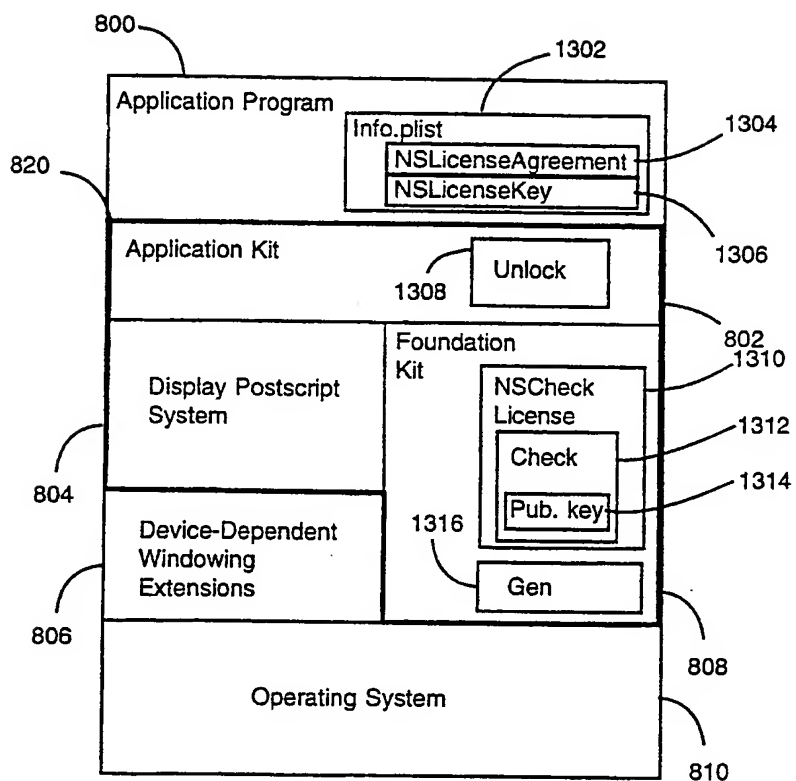 800
1302
Application Program
Info.plist
1304
NSLicenseAgreement
820
NSLicenseKey
1306
Application Kit
1308
Unlock
802
Foundation
Kit
1310
NSCheck
License
Display Postscript
System
1312
Check
1314
Pub. key
804
Device-Dependent
Windowing
Extensions
1316
Gen
806
808
Operating System
810